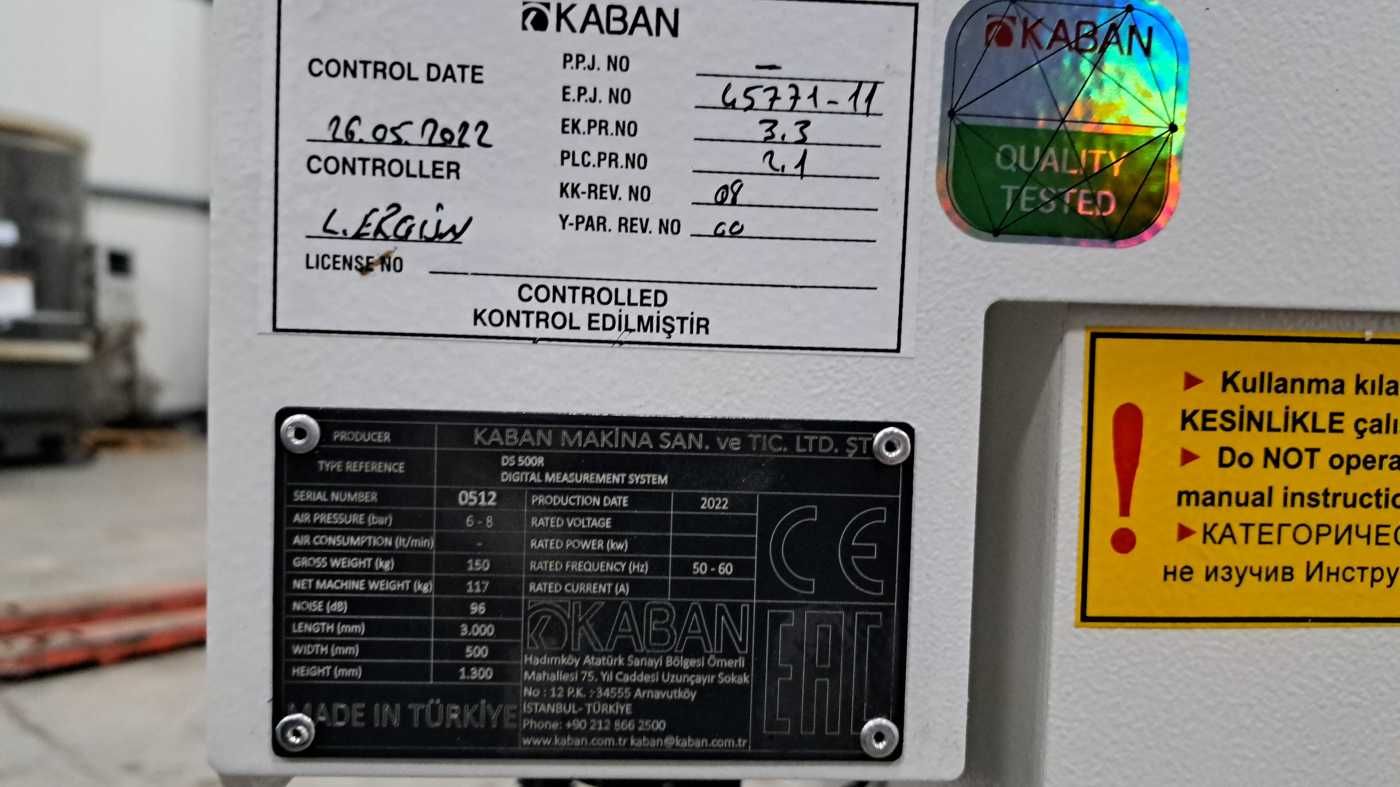 KABAN
CONTROL DATE
26.05.2022
CONTROLLER
L.ERGÜN
LICENSE NO
P.P.J. NO –
E.P.J. NO 45771-11
EK.PR.NO 3.3
PLC.PR.NO 2.1
KK-REV. NO 08
Y-PAR. REV. NO 00
CONTROLLED
KONTROL EDİLMİŞTİR
KABAN
QUALITY
TESTED
PRODUCER KABAN MAKİNA SAN. ve TIC. LTD. ŞT
TYPE REFERENCE DS 500R
DIGITAL MEASUREMENT SYSTEM
SERIAL NUMBER 0512 PRODUCTION DATE 2022
AIR PRESSURE (bar) 6 - 8 RATED VOLTAGE
AIR CONSUMPTION (lt/min) - RATED POWER (kw)
GROSS WEIGHT (kg) 150 RATED FREQUENCY (Hz) 50 - 60
NET MACHINE WEIGHT (kg) 117 RATED CURRENT (A)
NOISE (dB) 96
LENGTH (mm) 3.000
WIDTH (mm) 500
HEIGHT (mm) 1.300
MADE IN TÜRKİYE
CE
KABAN
Hadımköy Atatürk Sanayi Bölgesi Ömerli
Mahallesi 75. Yıl Caddesi Uzunçayır Sokak
No : 12 P.K. : 34555 Arnavutköy
İSTANBUL- TÜRKİYE
Phone: +90 212 866 2500
www.kaban.com.tr kaban@kaban.com.tr
EAC
► Kullanma kıla
KESİNLİKLE çalı
► Do NOT opera
manual instructio
►КАТЕГОРИЧЕС
не изучив Инстру